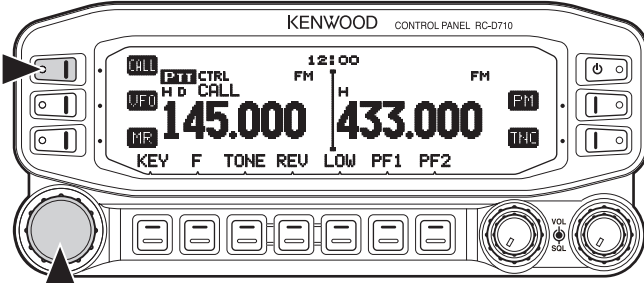 KENWOOD CONTROL PANEL RC-D710
12:00
CALL PTT CTRL FM FM
H D CALL H
VFO 145.000 433.000 PM
MR TNC
KEY F TONE REV LOW PF1 PF2
VOL
SQL